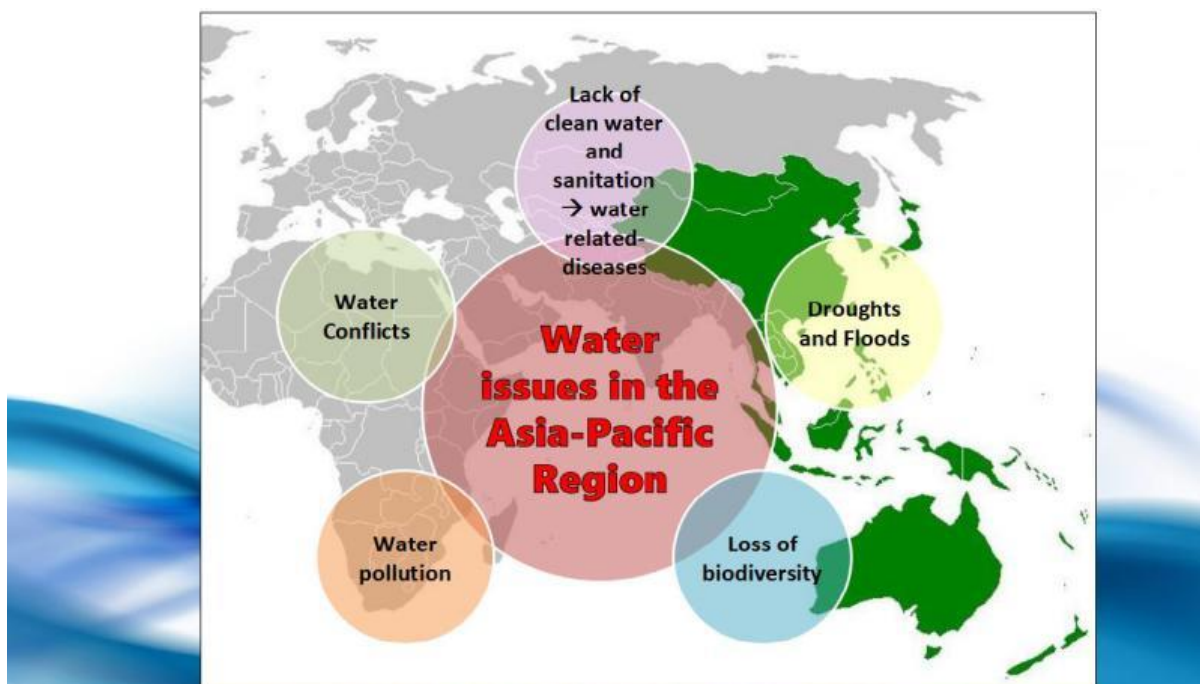 Lack of
clean water
and
sanitation
→ water
related-
diseases
Water
Conflicts
Droughts
and Floods
Water
issues in the
Asia-Pacific
Region
Water
pollution
Loss of
biodiversity